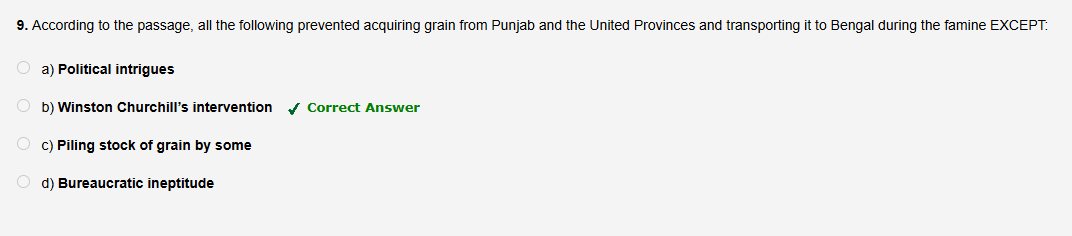 9. According to the passage, all the following prevented acquiring grain from Punjab and the United Provinces and transporting it to Bengal during the famine EXCEPT:
a) Political intrigues
b) Winston Churchill's intervention ✓ Correct Answer
c) Piling stock of grain by some
d) Bureaucratic ineptitude